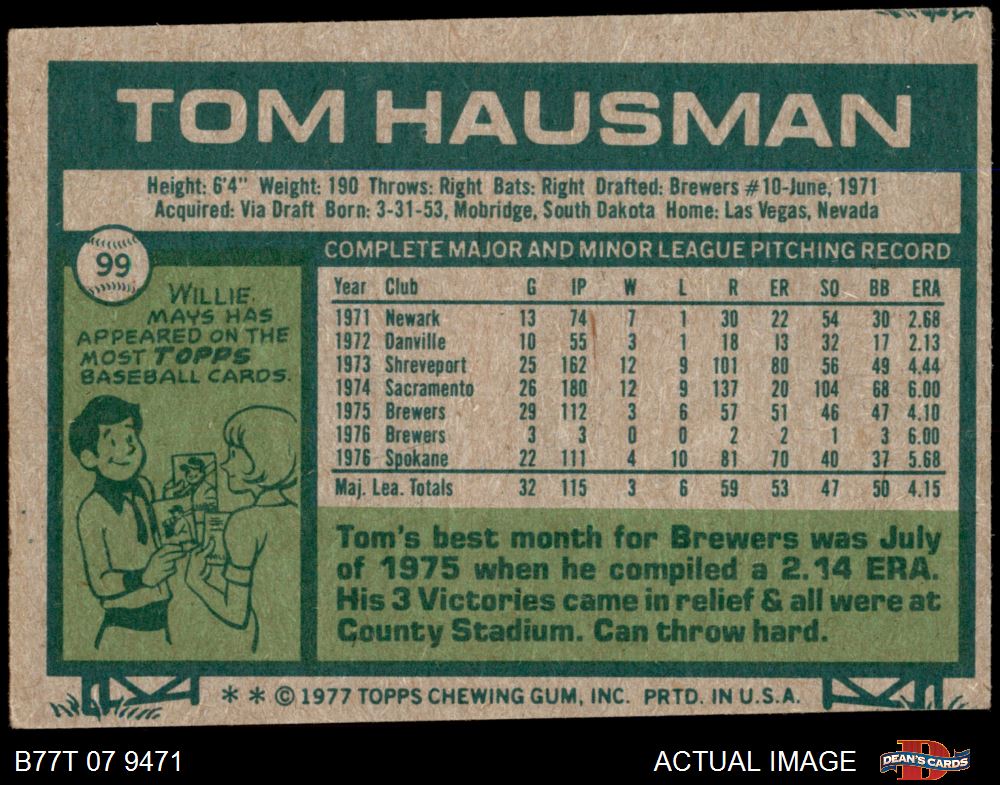 TOM HAUSMAN
Height: 6'4" Weight: 190 Throws: Right Bats: Right Drafted: Brewers #10-June, 1971
Acquired: Via Draft Born: 3-31-53, Mobridge, South Dakota Home: Las Vegas, Nevada
99
WILLIE
MAYS HAS
APPEARED ON THE
MOST TOPPS
BASEBALL CARDS.
COMPLETE MAJOR AND MINOR LEAGUE PITCHING RECORD
Year Club G IP W L R ER SO BB ERA
1971 Newark 13 74 7 1 30 22 54 30 2.68
1972 Danville 10 55 3 1 18 13 32 17 2.13
1973 Shreveport 25 162 12 9 101 80 56 49 4.44
1974 Sacramento 26 180 12 9 137 20 104 68 6.00
1975 Brewers 29 112 3 6 57 51 46 47 4.10
1976 Brewers 3 3 0 0 2 2 1 3 6.00
1976 Spokane 22 111 4 10 81 70 40 37 5.68
Maj. Lea. Totals 32 115 3 6 59 53 47 50 4.15
Tom's best month for Brewers was July
of 1975 when he compiled a 2.14 ERA.
His 3 Victories came in relief & all were at
County Stadium. Can throw hard.
* * © 1977 TOPPS CHEWING GUM, INC. PRTD. IN U.S.A.
B77T 07 9471
ACTUAL IMAGE
DEAN'S CARDS